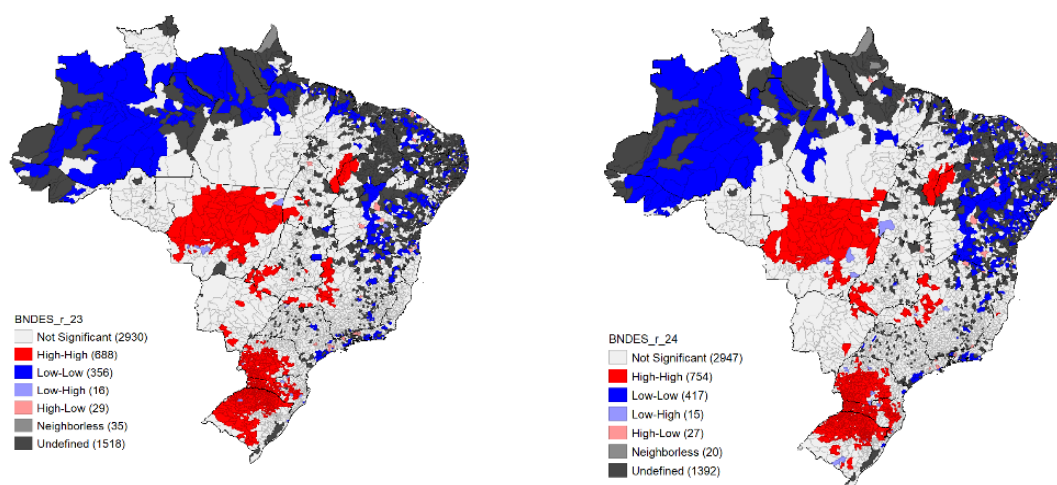 BNDES_r_23
Not Significant (2930)
High-High (688)
Low-Low (356)
Low-High (16)
High-Low (29)
Neighborless (35)
Undefined (1518)
BNDES_r_24
Not Significant (2947)
High-High (754)
Low-Low (417)
Low-High (15)
High-Low (27)
Neighborless (20)
Undefined (1392)